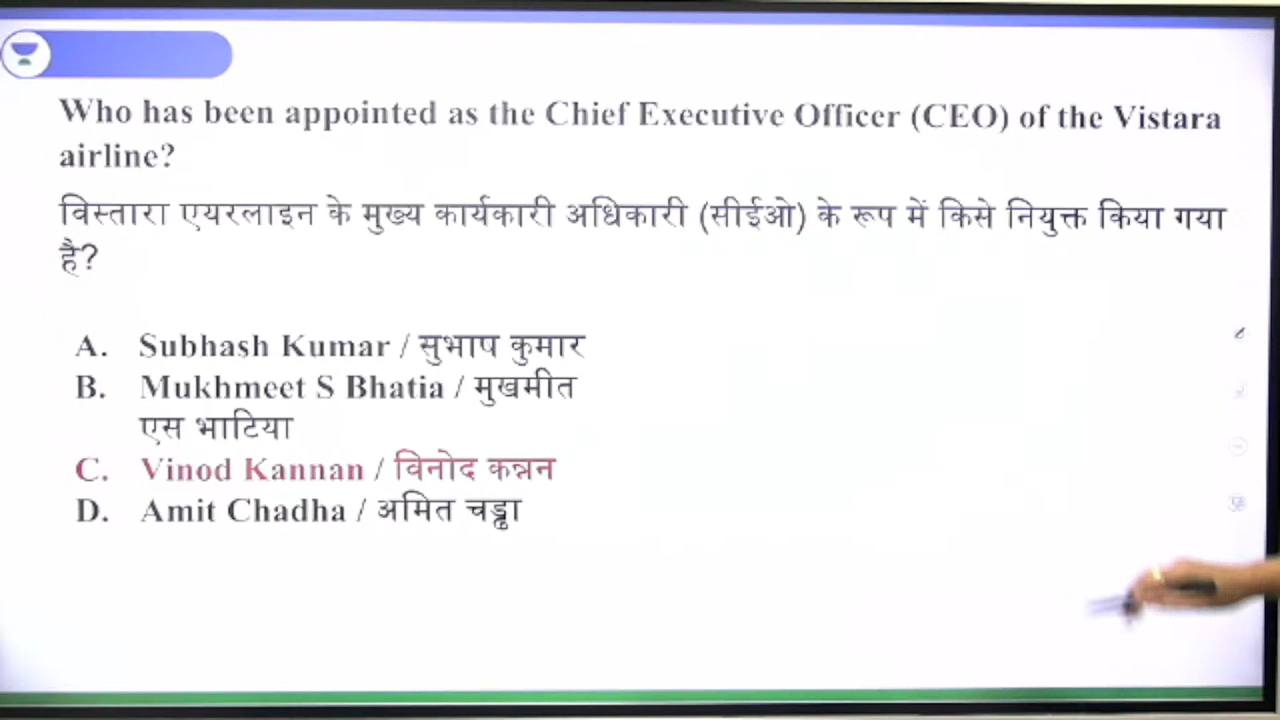 Who has been appointed as the Chief Executive Officer (CEO) of the Vistara
airline?
विस्तारा एयरलाइन के मुख्य कार्यकारी अधिकारी (सीईओ) के रूप में किसे नियुक्त किया गया
है?
A. Subhash Kumar / सुभाष कुमार
B. Mukhmeet S Bhatia / मुखमीत
एस भाटिया
C. Vinod Kannan / विनोद कन्नन
D. Amit Chadha / अमित चड्ढा